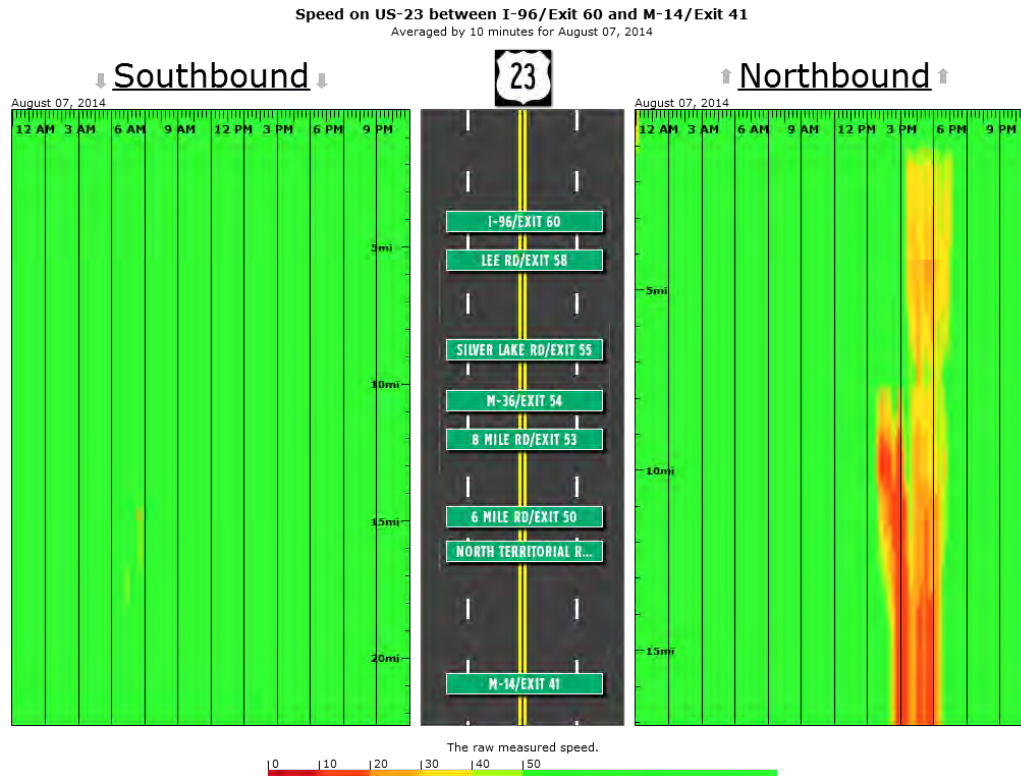 Speed on US-23 between I-96/Exit 60 and M-14/Exit 41
Averaged by 10 minutes for August 07, 2014
Southbound
23
Northbound
August 07, 2014
August 07, 2014
12 AM 3 AM 6 AM 9 AM 12 PM 3 PM 6 PM 9 PM
12 AM 3 AM 6 AM 9 AM 12 PM 3 PM 6 PM 9 PM
I-96/EXIT 60
5mi
LEE RD/EXIT 58
5mi
SILVER LAKE RD/EXIT 55
10mi
M-36/EXIT 54
8 MILE RD/EXIT 53
10mi
6 MILE RD/EXIT 50
15mi
NORTH TERRITORIAL R...
15mi
20mi
M-14/EXIT 41
The raw measured speed.
0 10 20 30 40 50